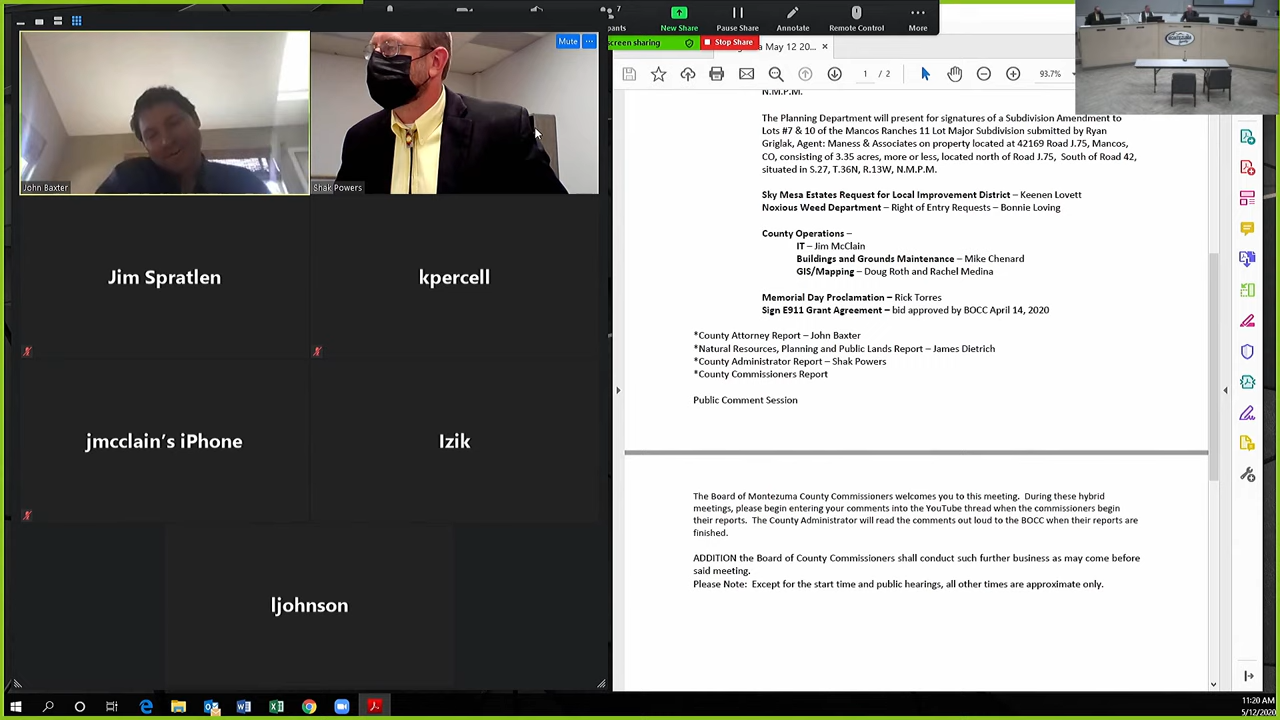 7
pants
New Share
Pause Share
Annotate
Remote Control
More
screen sharing
Stop Share
a May 12 20...
1 / 2
93.7%
MONTEZUMA
Mute
John Baxter
Shak Powers
Jim Spratlen
kpercell
jmcclain's iPhone
Izik
ljohnson
N.M.P.M.
The Planning Department will present for signatures of a Subdivision Amendment to
Lots #7 & 10 of the Mancos Ranches 11 Lot Major Subdivision submitted by Ryan
Griglak, Agent: Maness & Associates on property located at 42169 Road J.75, Mancos,
CO, consisting of 3.35 acres, more or less, located north of Road J.75, South of Road 42,
situated in S.27, T.36N, R.13W, N.M.P.M.
Sky Mesa Estates Request for Local Improvement District – Keenen Lovett
Noxious Weed Department – Right of Entry Requests – Bonnie Loving
County Operations –
IT – Jim McClain
Buildings and Grounds Maintenance – Mike Chenard
GIS/Mapping – Doug Roth and Rachel Medina
Memorial Day Proclamation – Rick Torres
Sign E911 Grant Agreement – bid approved by BOCC April 14, 2020
*County Attorney Report – John Baxter
*Natural Resources, Planning and Public Lands Report – James Dietrich
*County Administrator Report – Shak Powers
*County Commissioners Report
Public Comment Session
The Board of Montezuma County Commissioners welcomes you to this meeting. During these hybrid
meetings, please begin entering your comments into the YouTube thread when the commissioners begin
their reports. The County Administrator will read the comments out loud to the BOCC when their reports are
finished.
ADDITION the Board of County Commissioners shall conduct such further business as may come before
said meeting.
Please Note: Except for the start time and public hearings, all other times are approximate only.
11:20 AM
5/12/2020